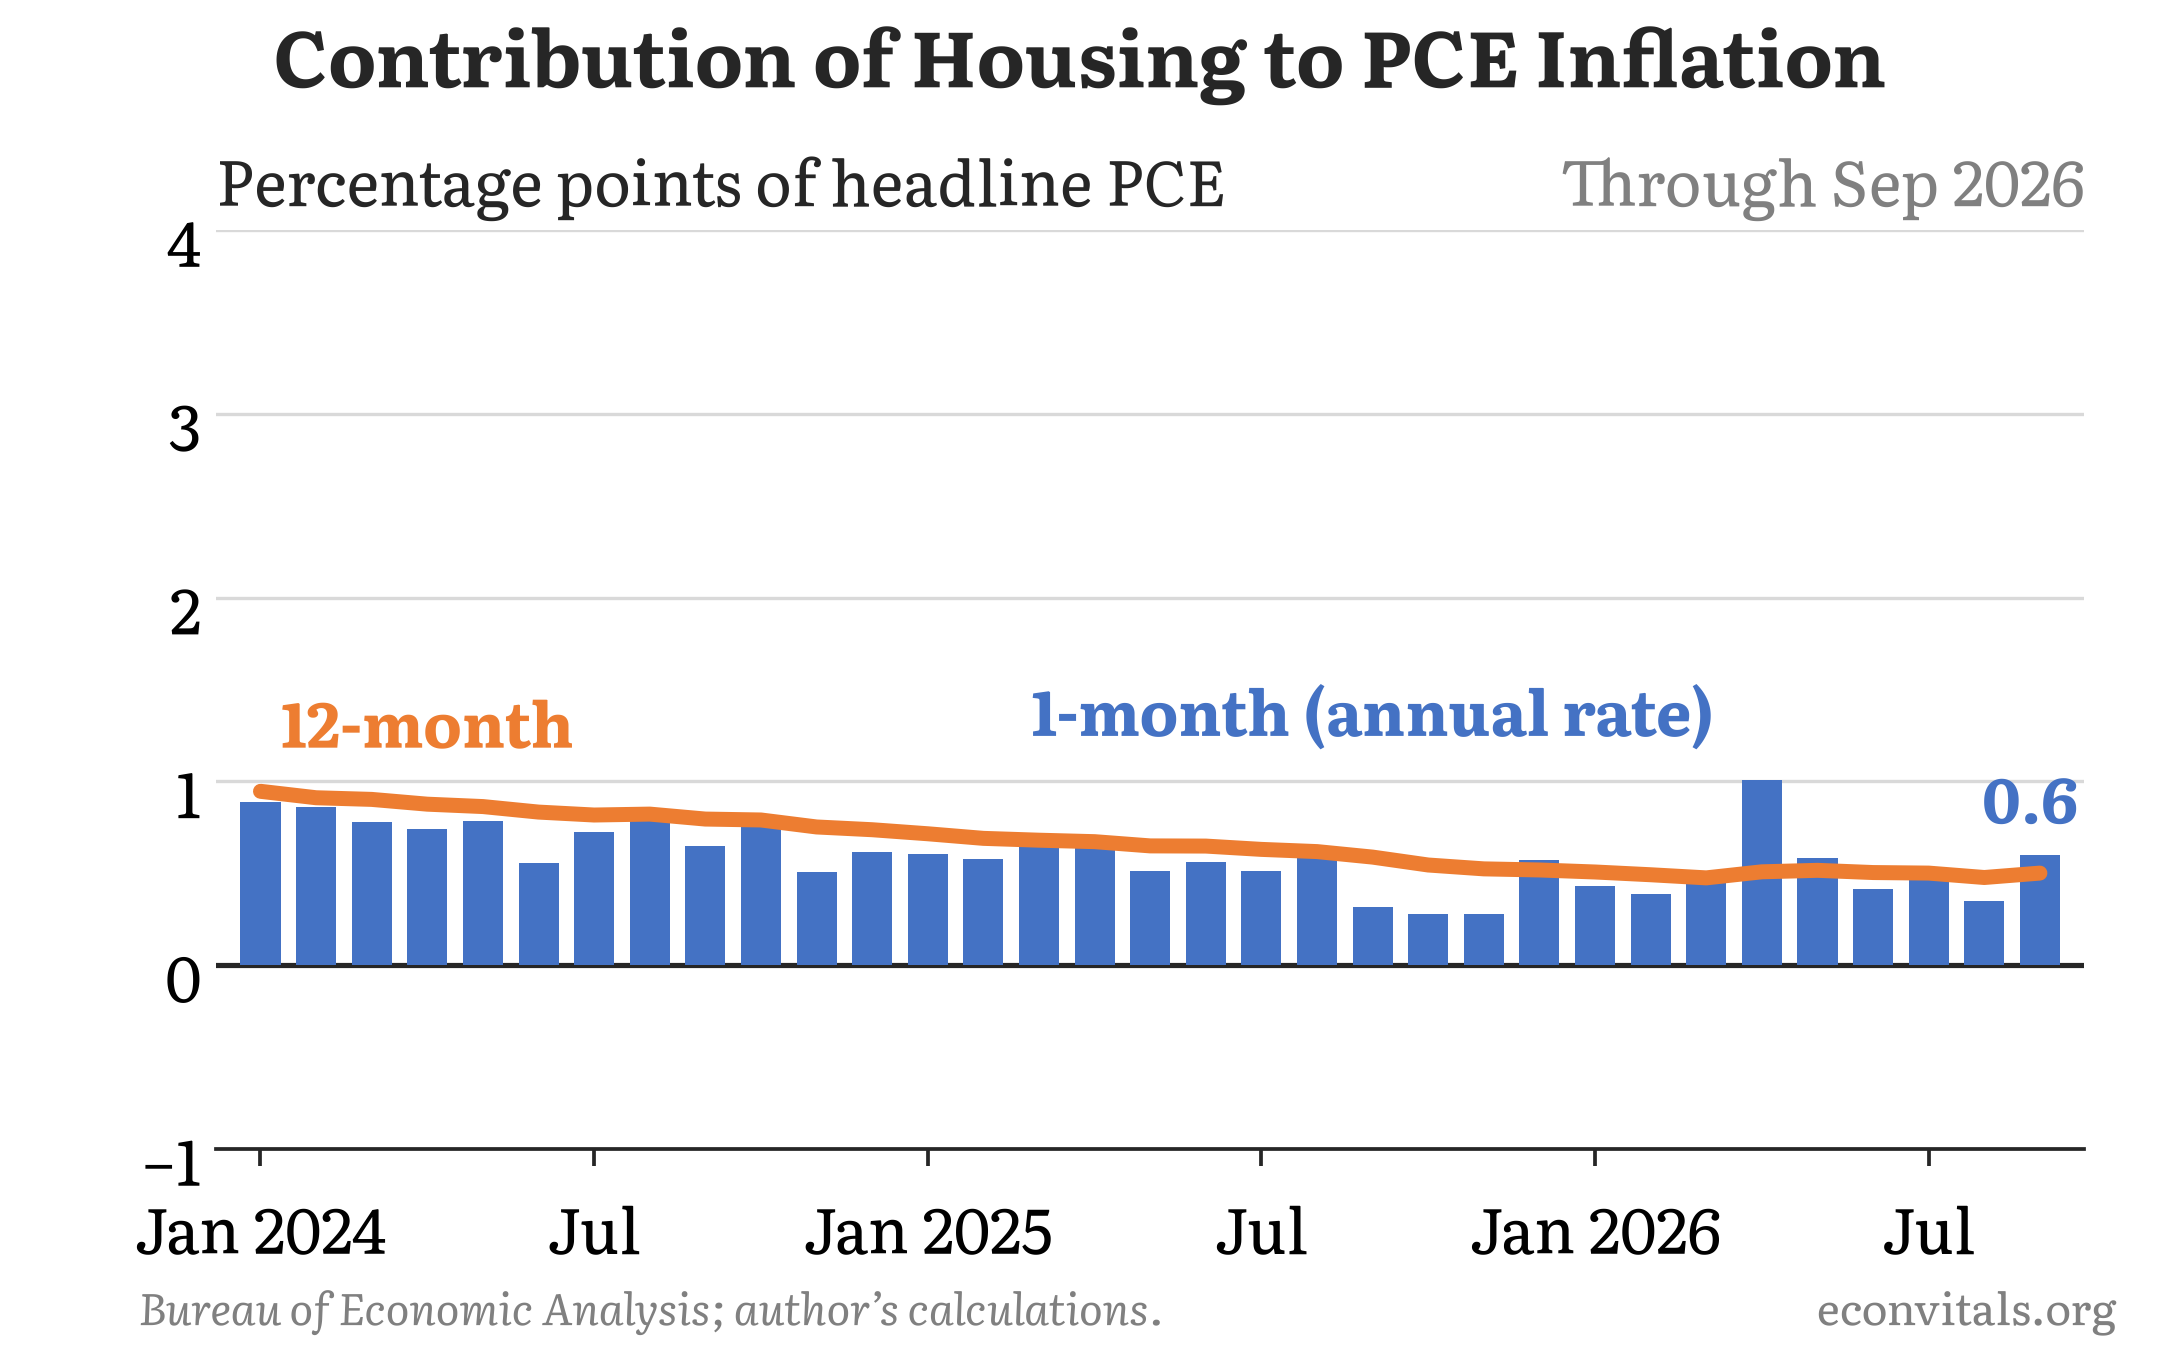 Contribution of Housing to PCE Inflation
Percentage points of headline PCE
Through Sep 2026
4
3
2
12-month
1-month (annual rate)
1
0.6
0
−1
Jan 2024 Jul Jan 2025 Jul Jan 2026 Jul
Bureau of Economic Analysis; author’s calculations.
econvitals.org